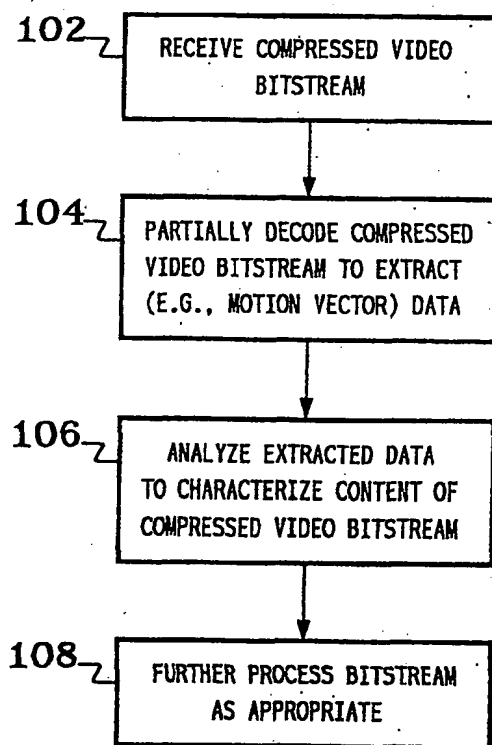 102
RECEIVE COMPRESSED VIDEO
BITSTREAM
104
PARTIALLY DECODE COMPRESSED
VIDEO BITSTREAM TO EXTRACT
(E.G., MOTION VECTOR) DATA
106
ANALYZE EXTRACTED DATA
TO CHARACTERIZE CONTENT OF
COMPRESSED VIDEO BITSTREAM
108
FURTHER PROCESS BITSTREAM
AS APPROPRIATE